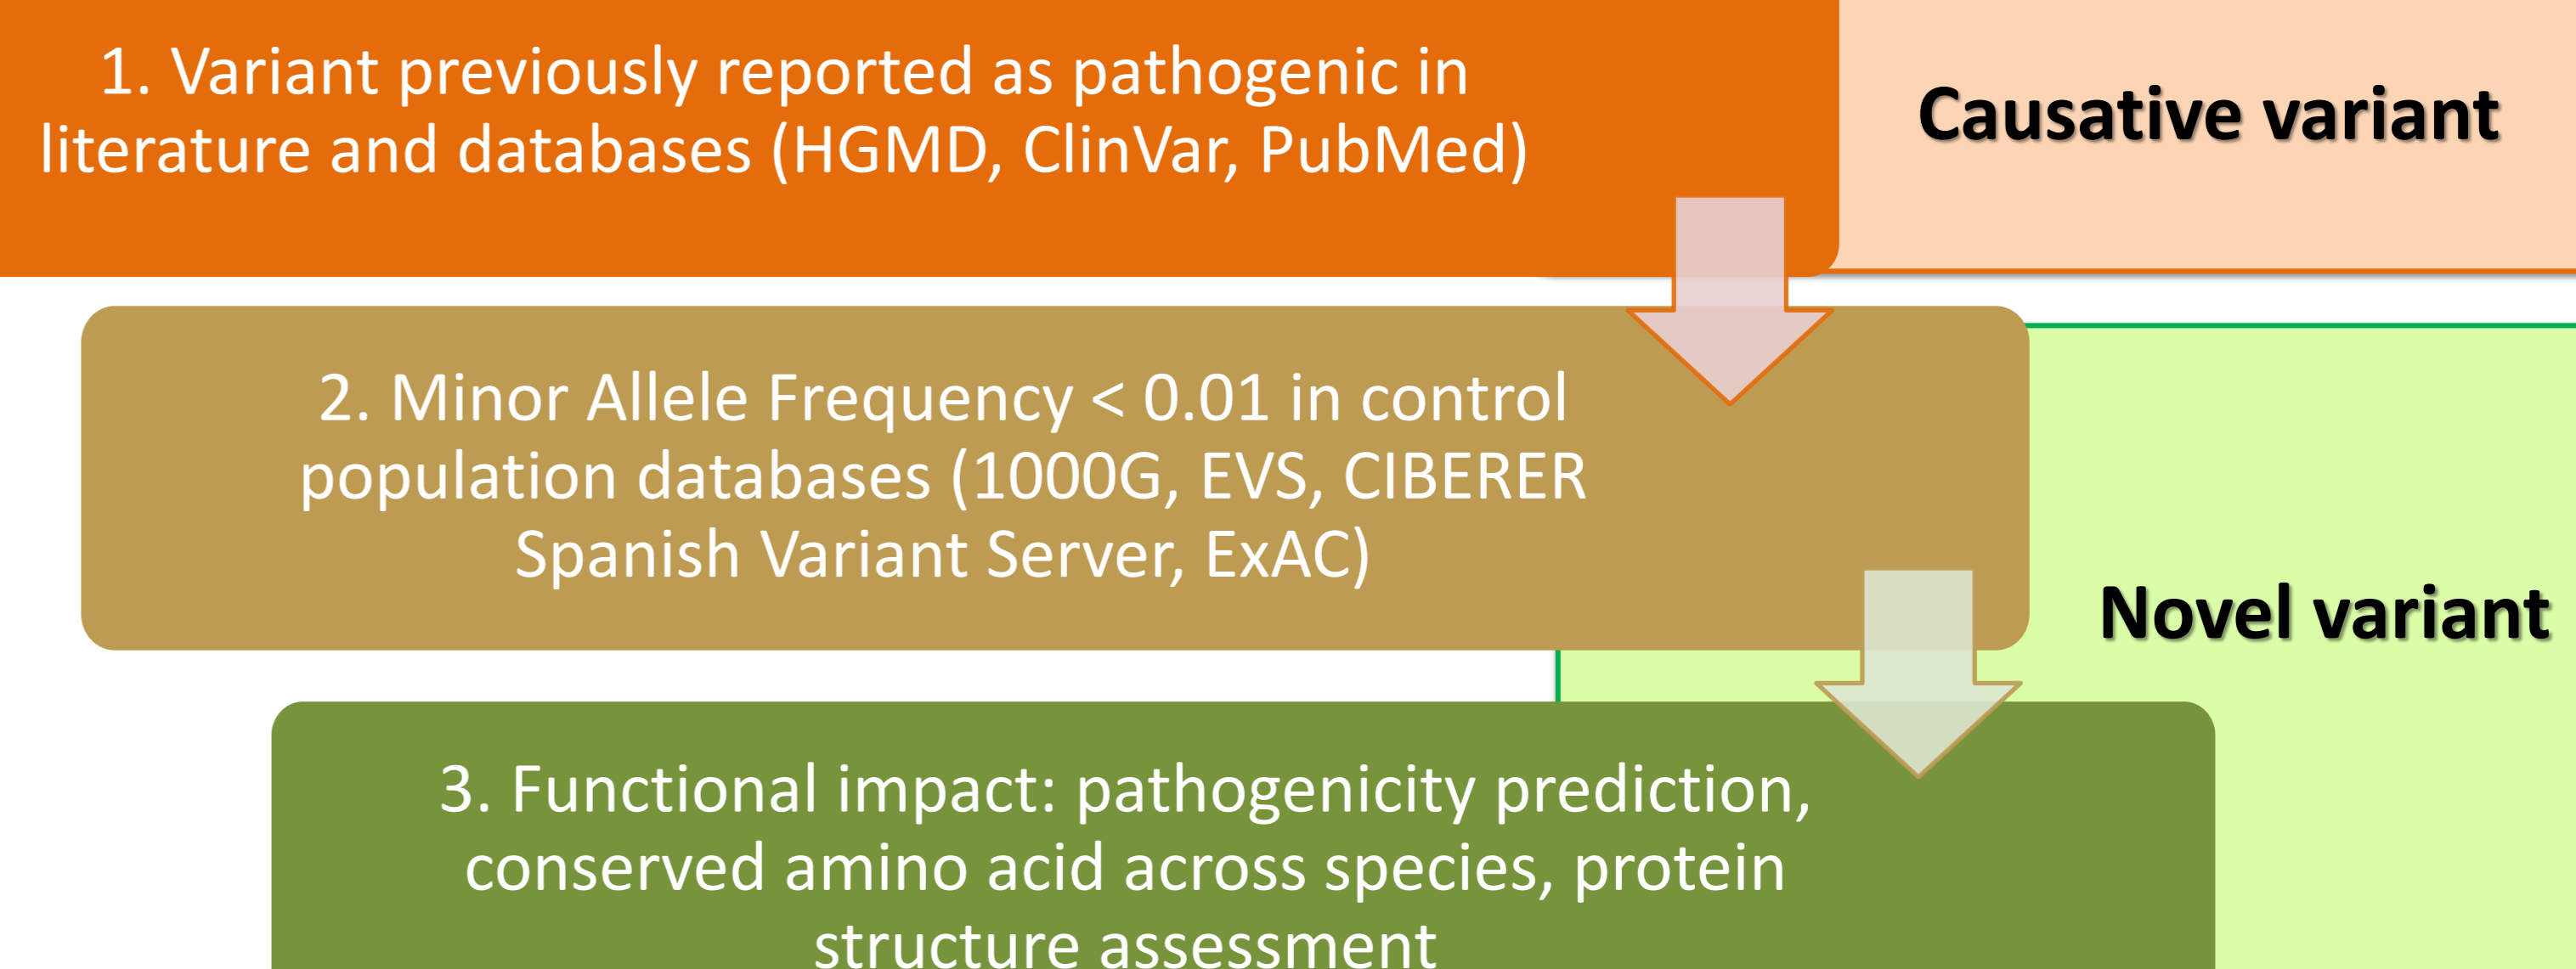 1. Variant previously reported as pathogenic in
literature and databases (HGMD, ClinVar, PubMed)
Causative variant
2. Minor Allele Frequency < 0.01 in control
population databases (1000G, EVS, CIBERER
Spanish Variant Server, ExAC)
Novel variant
3. Functional impact: pathogenicity prediction,
conserved amino acid across species, protein
structure assessment